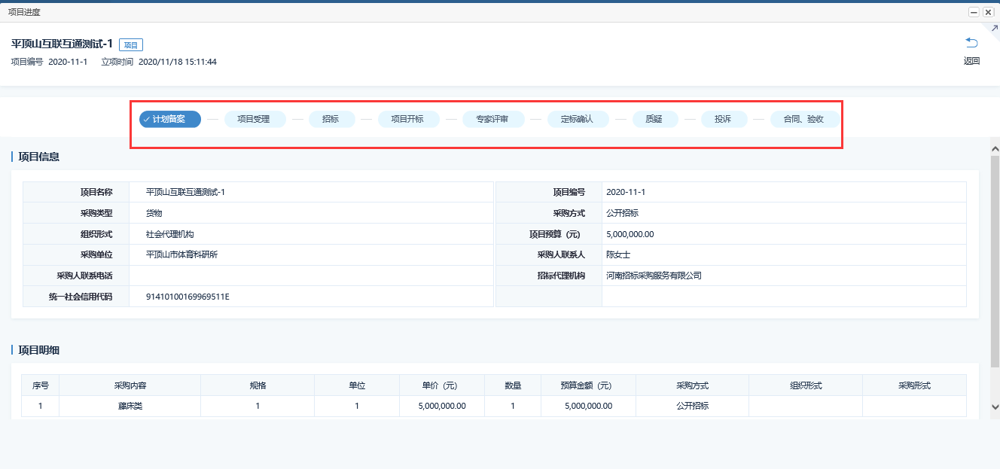 项目进度
平顶山互联互通测试-1 项目
项目编号 2020-11-1 立项时间 2020/11/18 15:11:44
返回
计划备案 项目受理 招标 项目开标 专家评审 定标确认 质疑 投诉 合同、验收
项目信息
项目名称 平顶山互联互通测试-1 项目编号 2020-11-1
采购类型 货物 采购方式 公开招标
组织形式 社会代理机构 项目预算（元） 5,000,000.00
采购单位 平顶山市体育科研所 采购人联系人 陈女士
采购人联系电话 招标代理机构 河南招标采购服务有限公司
统一社会信用代码 91410100169969511E
项目明细
序号 采购内容 规格 单位 单价（元） 数量 预算金额（元） 采购方式 组织形式 采购形式
1 藤床类 1 1 5,000,000.00 1 5,000,000.00 公开招标